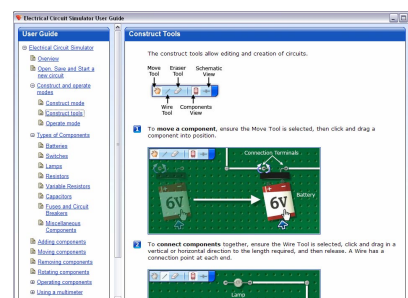 Electrical Circuit Simulator User Guide
User Guide
Electrical Circuit Simulator
Overview
Open, Save and Start a
new circuit
Construct and operate
modes
Construct mode
Construct tools
Operate mode
Types of Components
Batteries
Switches
Lamps
Resistors
Variable Resistors
Capacitors
Fuses and Circuit
Breakers
Miscellaneous
Components
Adding components
Moving components
Removing components
Rotating components
Operating components
Using a multimeter
Construct Tools
The construct tools allow editing and creation of circuits.
Move Tool
Eraser Tool
Schematic View
Wire Tool
Components View
1 To move a component, ensure the Move Tool is selected, then click and drag a
component into position.
Connection Terminals
6V
6V
Battery
2 To connect components together, ensure the Wire Tool is selected, click and drag in a
vertical or horizontal direction to the length required, and then release. A Wire has a
connection point at each end.
Lamp